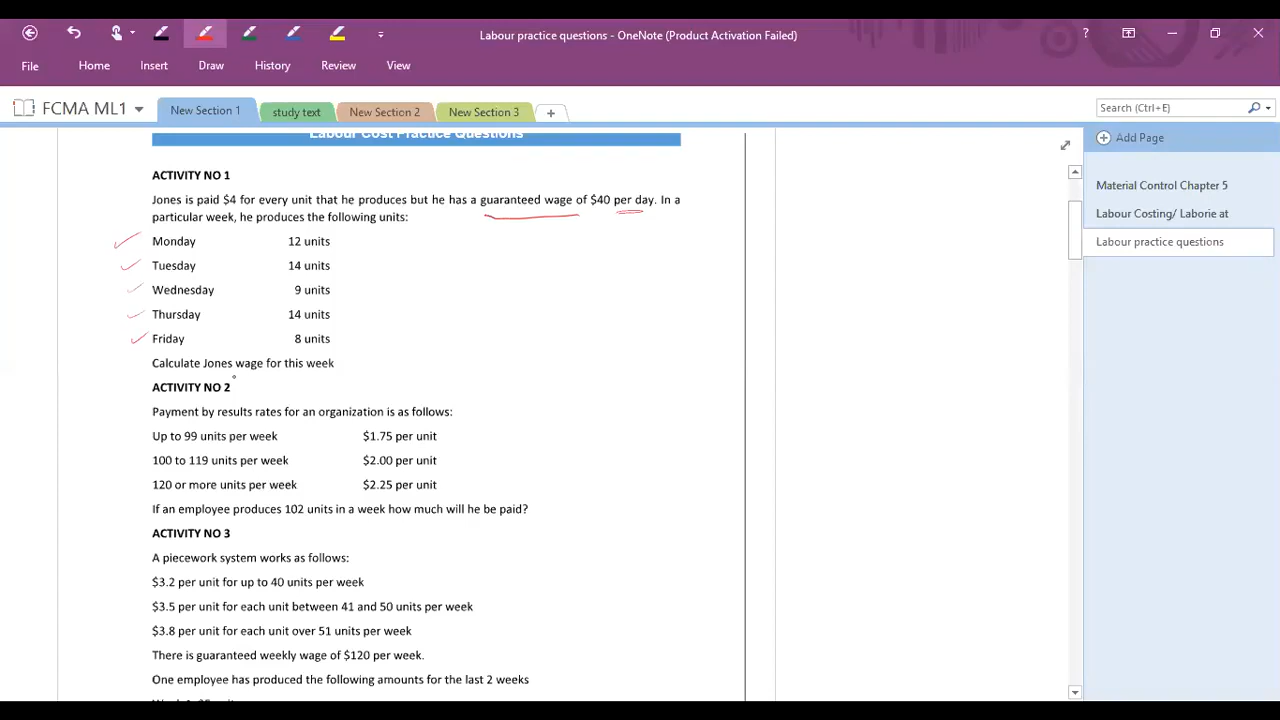 Labour practice questions - OneNote (Product Activation Failed)
File Home Insert Draw History Review View
FCMA ML1 New Section 1 study text New Section 2 New Section 3
Search (Ctrl+E)
Add Page
Material Control Chapter 5
Labour Costing/ Laborie at
Labour practice questions
Labour Cost Practice Questions
ACTIVITY NO 1
Jones is paid $4 for every unit that he produces but he has a guaranteed wage of $40 per day. In a
particular week, he produces the following units:
Monday 12 units
Tuesday 14 units
Wednesday 9 units
Thursday 14 units
Friday 8 units
Calculate Jones wage for this week
ACTIVITY NO 2
Payment by results rates for an organization is as follows:
Up to 99 units per week $1.75 per unit
100 to 119 units per week $2.00 per unit
120 or more units per week $2.25 per unit
If an employee produces 102 units in a week how much will he be paid?
ACTIVITY NO 3
A piecework system works as follows:
$3.2 per unit for up to 40 units per week
$3.5 per unit for each unit between 41 and 50 units per week
$3.8 per unit for each unit over 51 units per week
There is guaranteed weekly wage of $120 per week.
One employee has produced the following amounts for the last 2 weeks